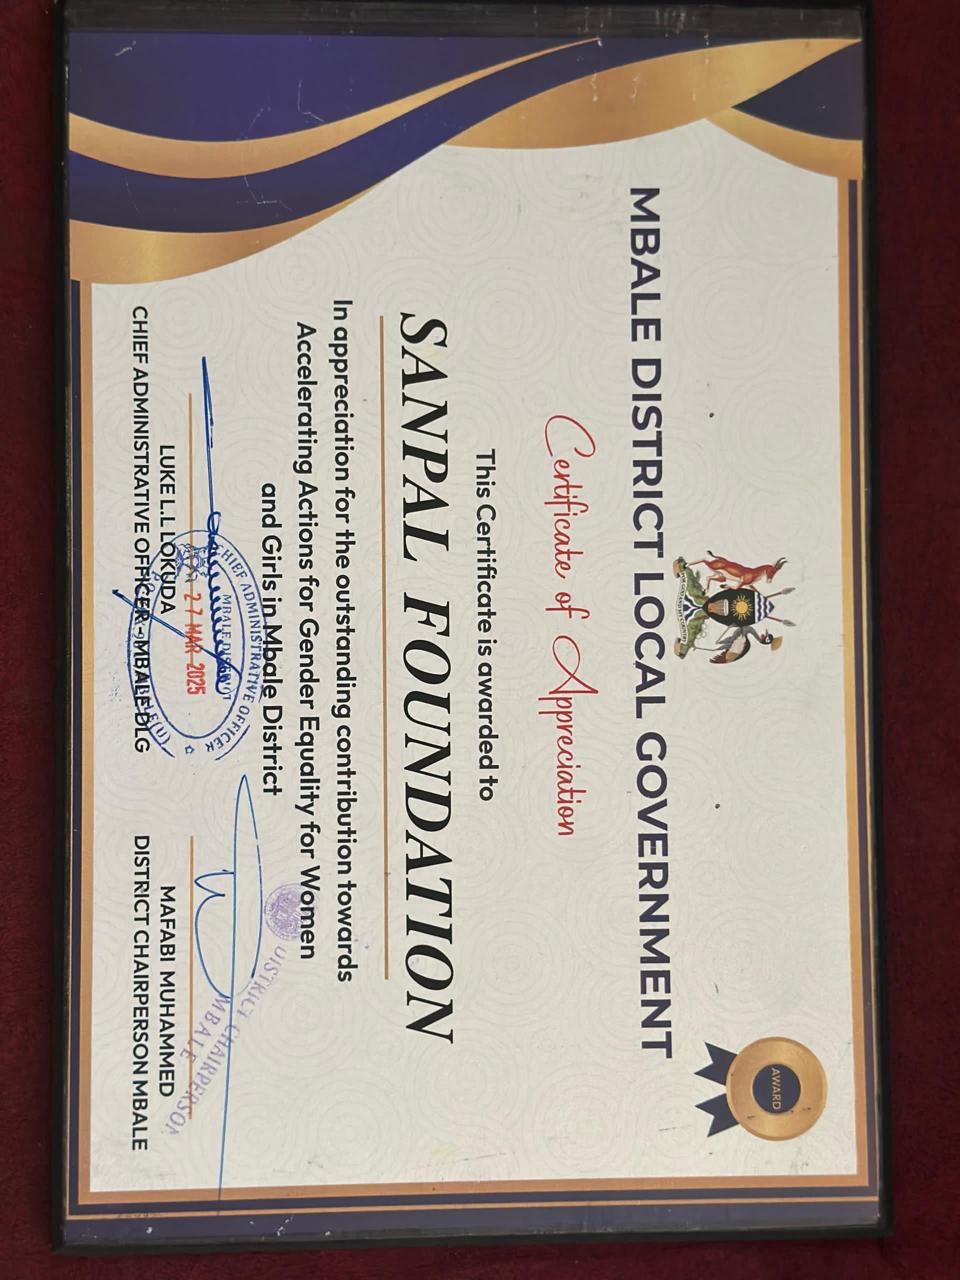 MBALE DISTRICT LOCAL GOVERNMENT
AWARD
Certificate of Appreciation
This Certificate is awarded to
SANPAL FOUNDATION
In appreciation for the outstanding contribution towards
Accelerating Actions for Gender Equality for Women
and Girls in Mbale District
CHIEF ADMINISTRATIVE OFFICER
MBALE DISTRICT
27 MAR 2025
LUKE L.L LOKUDA
CHIEF ADMINISTRATIVE OFFICER-MBALE DLG
DISTRICT CHAIRPERSON
MBALE
MAFABI MUHAMMED
DISTRICT CHAIRPERSON MBALE